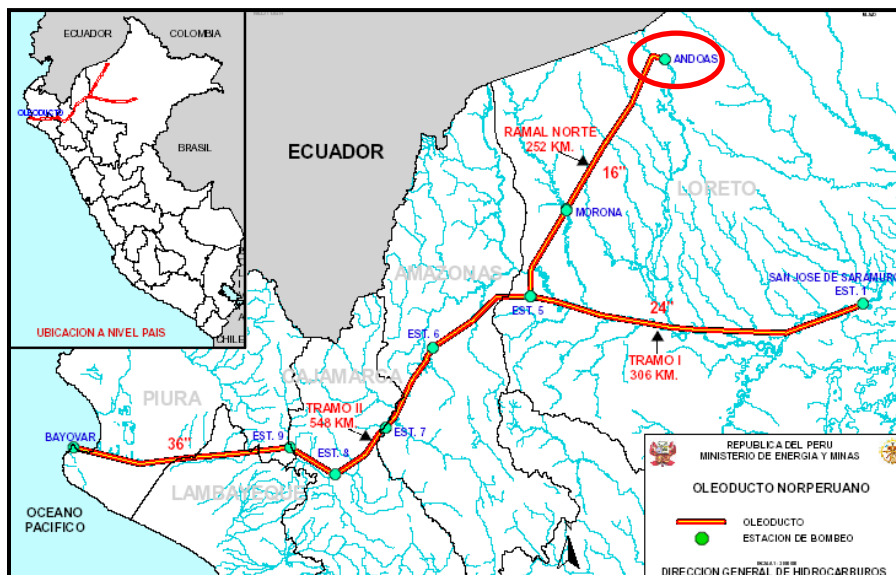 ECUADOR
COLOMBIA
OLEODUCTO
BRASIL
CHILE
UBICACION A NIVEL PAIS
ANDOAS
ECUADOR
RAMAL NORTE
252 KM.
16"
LORETO
MORONA
AMAZONAS
SAN JOSE DE SARAMURO
EST. 1
EST. 5
24"
TRAMO I
306 KM.
EST. 6
CAJAMARCA
TRAMO II
548 KM.
PIURA
EST. 7
BAYOVAR
36"
EST. 9
EST. 8
LAMBAYEQUE
OCEANO
PACIFICO
N
REPUBLICA DEL PERU
MINISTERIO DE ENERGIA Y MINAS
OLEODUCTO NORPERUANO
OLEODUCTO
ESTACION DE BOMBEO
DIRECCION GENERAL DE HIDROCARBUROS